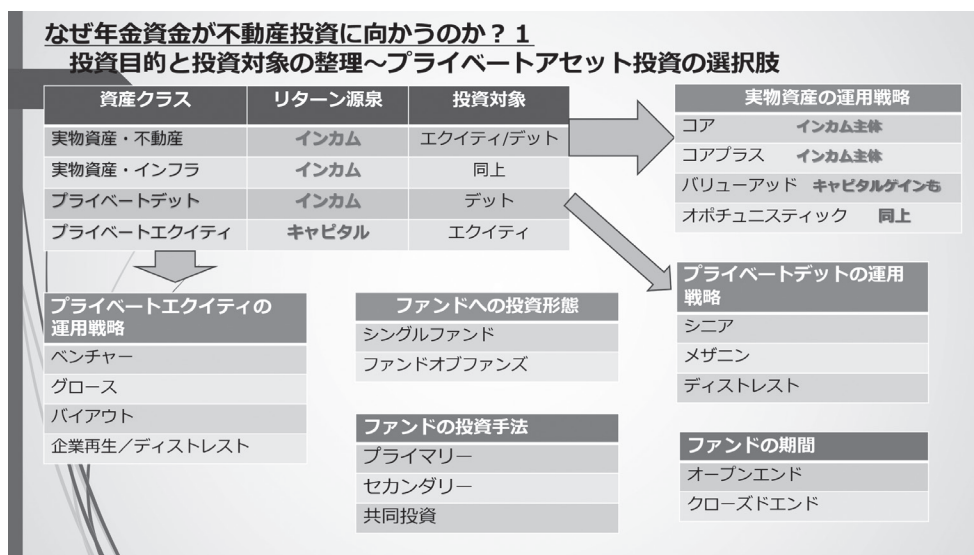 なぜ年金資金が不動産投資に向かうのか？1
投資目的と投資対象の整理～プライベートアセット投資の選択肢
資産クラス リターン源泉 投資対象
実物資産・不動産 インカム エクイティ/デット
実物資産・インフラ インカム 同上
プライベートデット インカム デット
プライベートエクイティ キャピタル エクイティ
実物資産の運用戦略
コア インカム主体
コアプラス インカム主体
バリューアッド キャピタルゲインも
オポチュニスティック 同上
プライベートエクイティの
運用戦略
ベンチャー
グロース
バイアウト
企業再生／ディストレスト
ファンドへの投資形態
シングルファンド
ファンドオブファンズ
ファンドの投資手法
プライマリー
セカンダリー
共同投資
プライベートデットの運用
戦略
シニア
メザニン
ディストレスト
ファンドの期間
オープンエンド
クローズドエンド